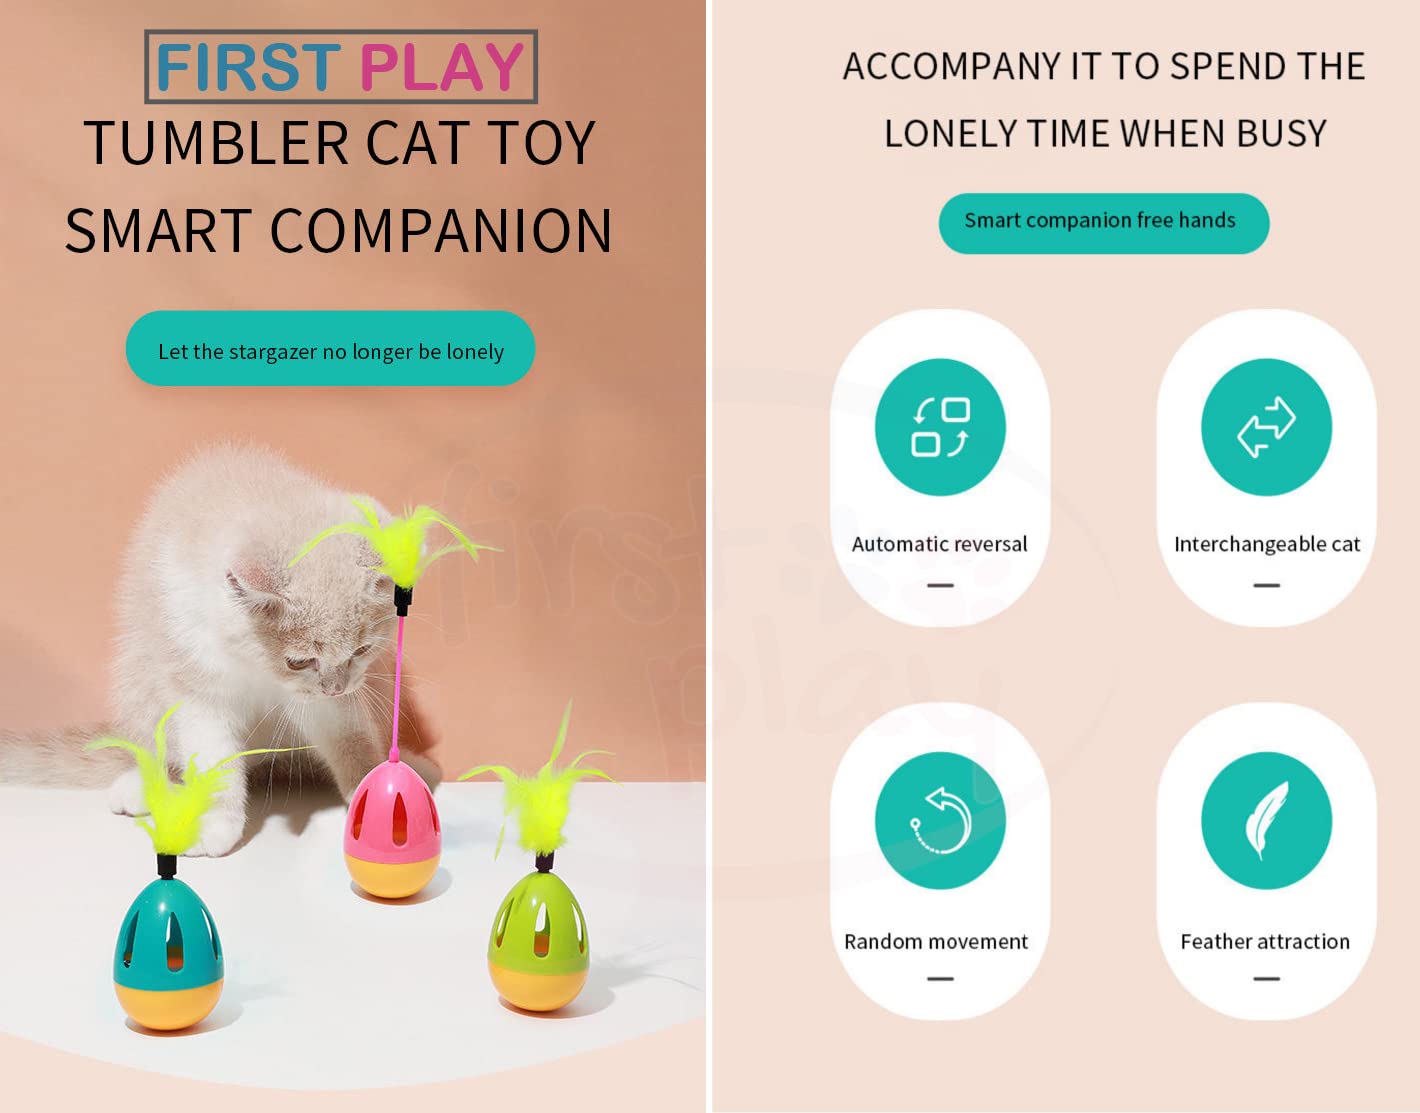 FIRST PLAY
TUMBLER CAT TOY
SMART COMPANION
Let the stargazer no longer be lonely
ACCOMPANY IT TO SPEND THE
LONELY TIME WHEN BUSY
Smart companion free hands
Automatic reversal
Interchangeable cat
Random movement
Feather attraction
first
play